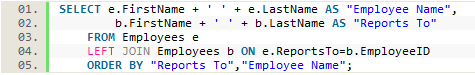 01. SELECT e.FirstName + ' ' + e.LastName AS "Employee Name",
02. b.FirstName + ' ' + b.LastName AS "Reports To"
03. FROM Employees e
04. LEFT JOIN Employees b ON e.ReportsTo=b.EmployeeID
05. ORDER BY "Reports To","Employee Name";